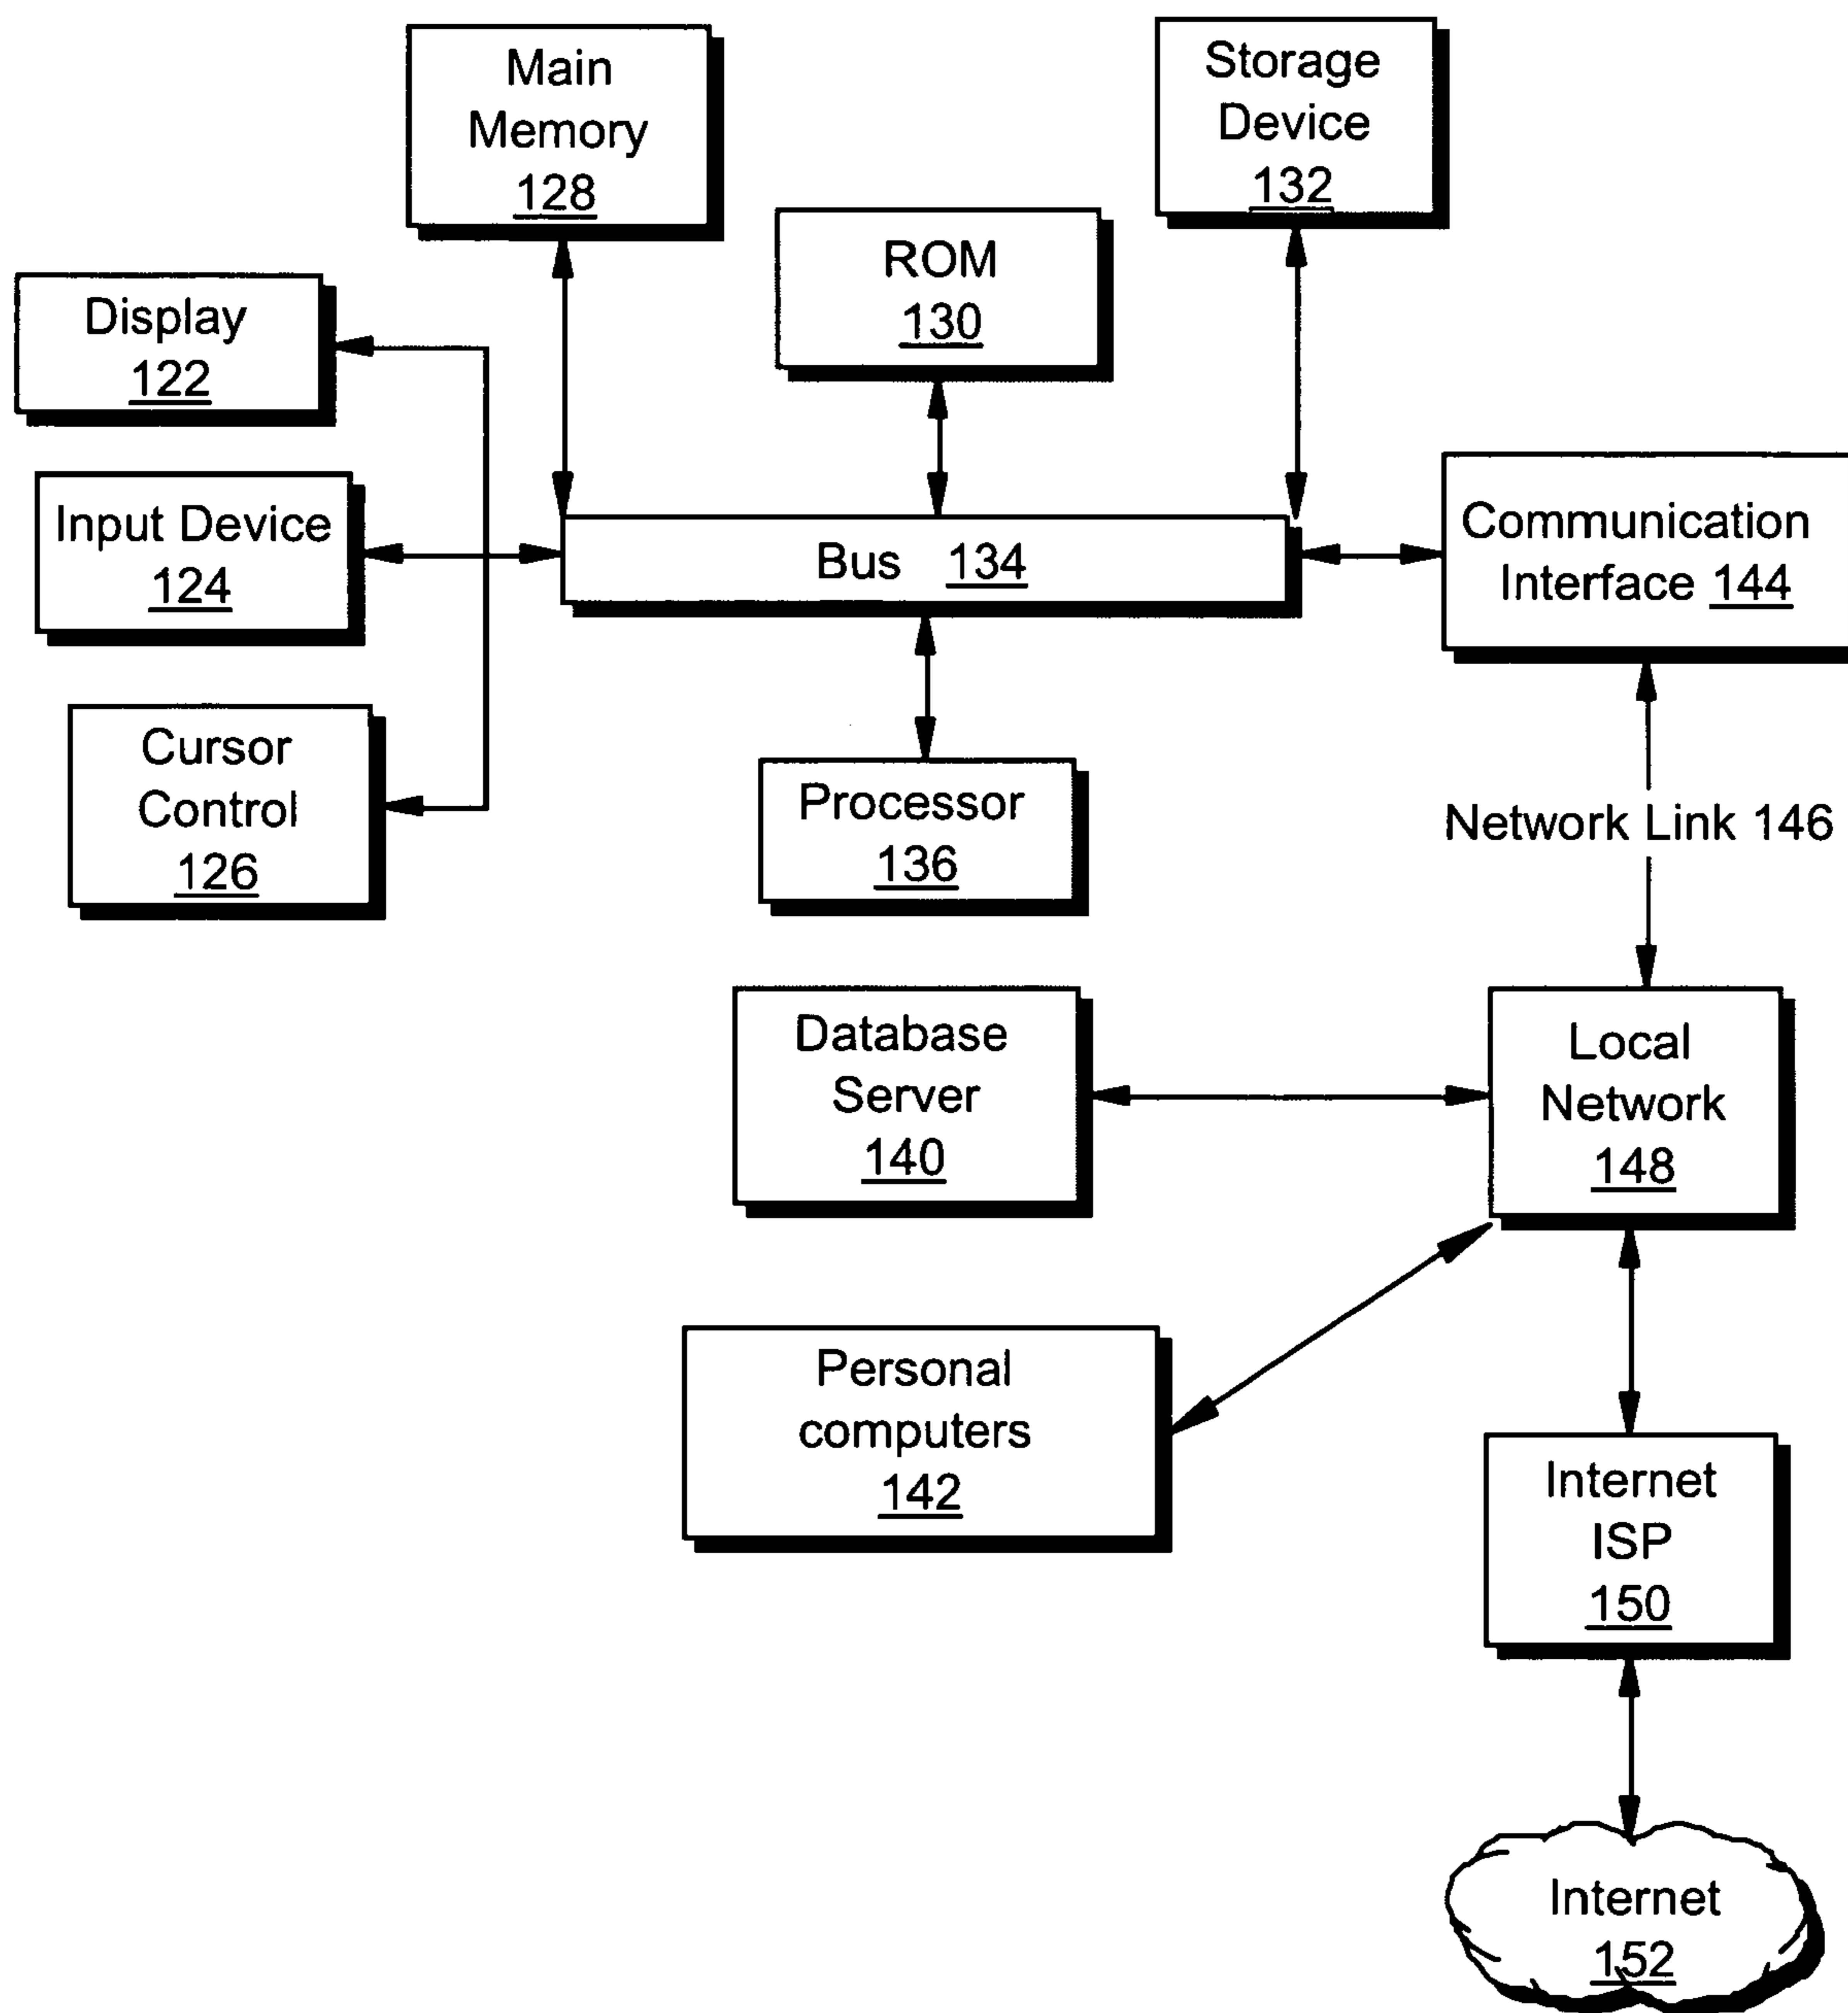 Main
Memory
128
Storage
Device
132
ROM
130
Display
122
Input Device
124
Bus 134
Communication
Interface 144
Cursor
Control
126
Processor
136
Network Link 146
Database
Server
140
Local
Network
148
Personal
computers
142
Internet
ISP
150
Internet
152